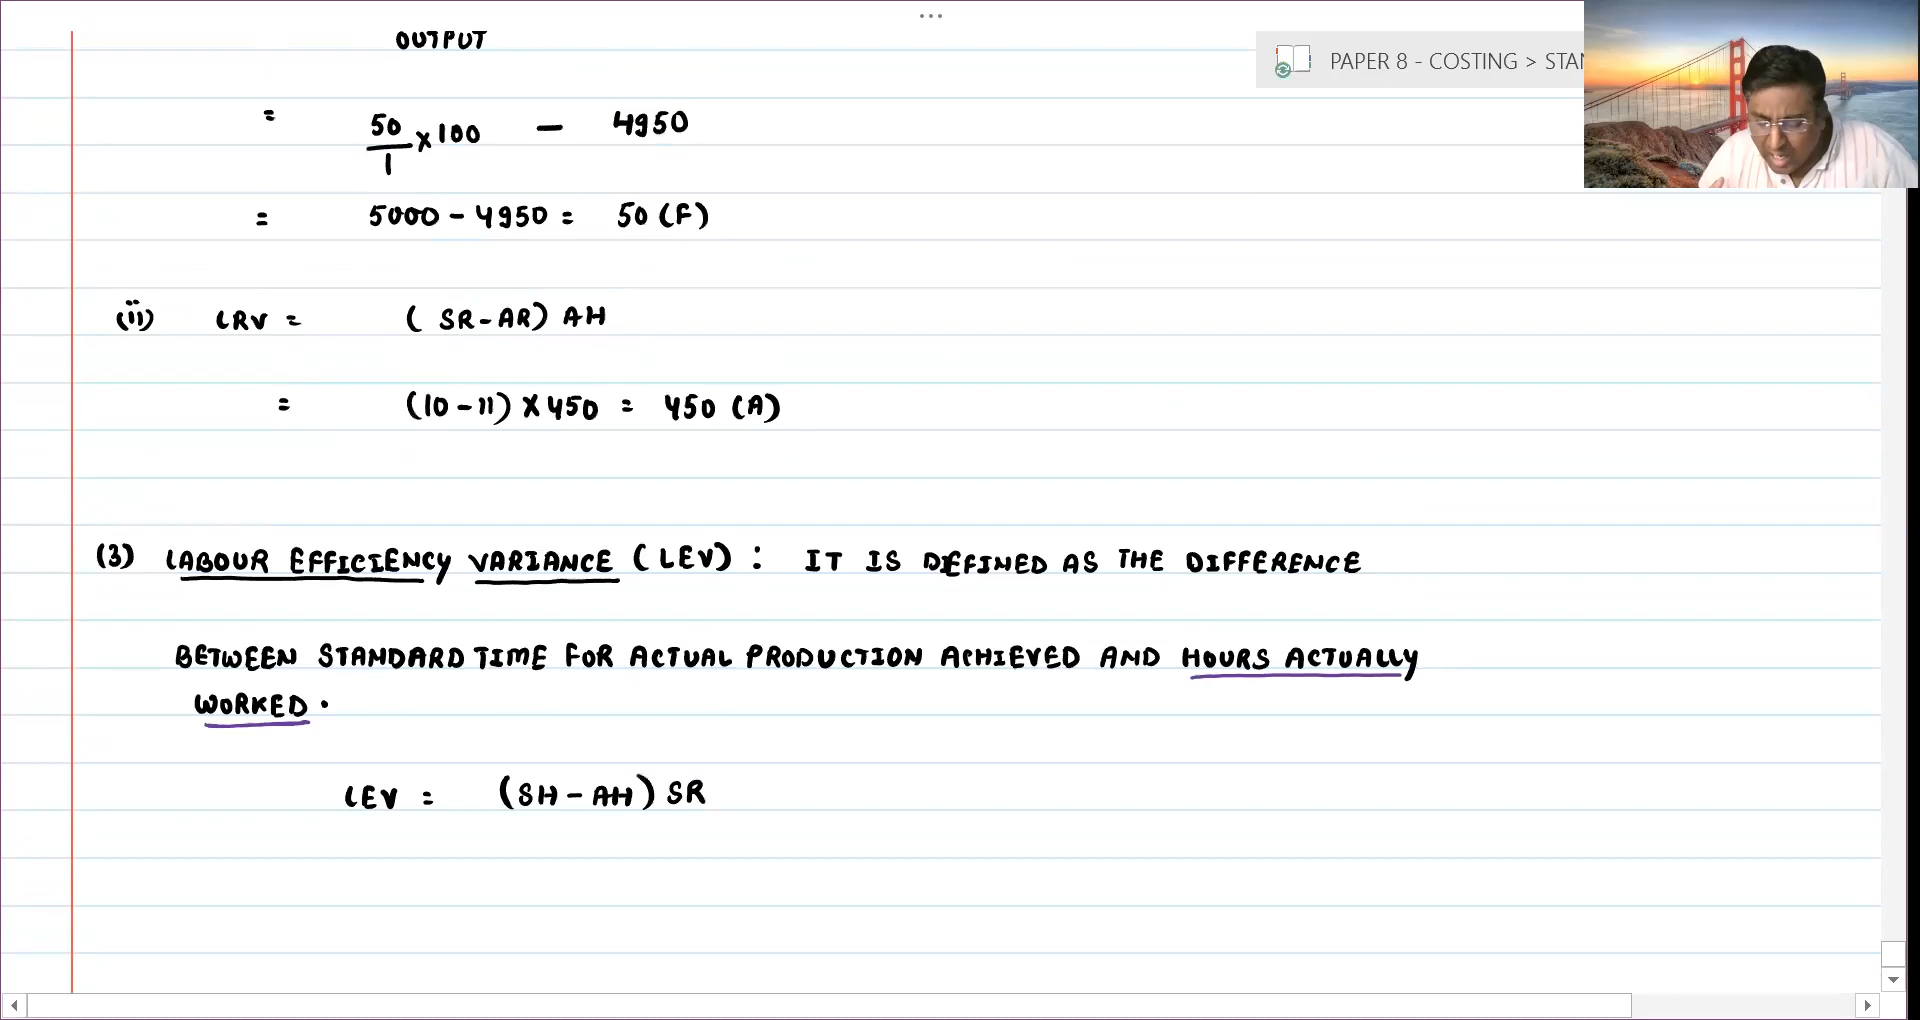 OUTPUT
PAPER 8 - COSTING > STAN
= 50/1 x 100 - 4950
= 5000 - 4950 = 50 (F)
(ii) LRV = (SR - AR) AH
= (10 - 11) X 450 = 450 (A)
(3) LABOUR EFFICIENCY VARIANCE (LEV) : IT IS DEFINED AS THE DIFFERENCE
BETWEEN STANDARD TIME FOR ACTUAL PRODUCTION ACHIEVED AND HOURS ACTUALLY
WORKED.
LEV = (SH - AH) SR